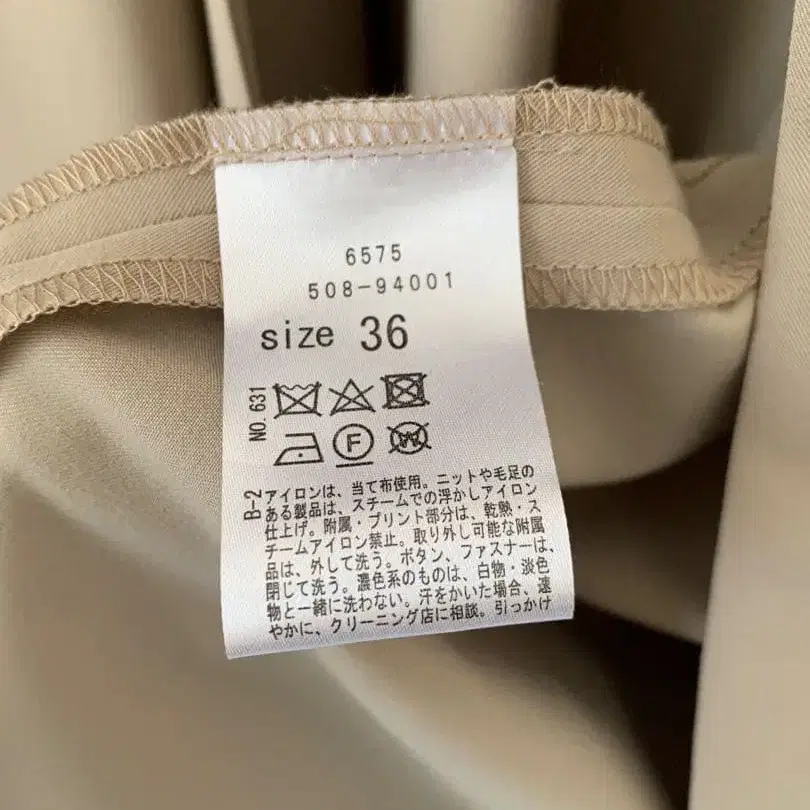 6575
508-94001
size 36
NO.631
F
W
B-2
アイロンは、当て布使用。ニットや毛足の
ある製品は、スチームでの浮かしアイロン
仕上げ。附属・プリント部分は、乾熱・ス
チームアイロン禁止。取り外し可能な附属
品は、外して洗う。ボタン、ファスナーは、
閉じて洗う。濃色系のものは、白物・淡色
物と一緒に洗わない。汗をかいた場合、速
やかに、クリーニング店に相談。引っかけ